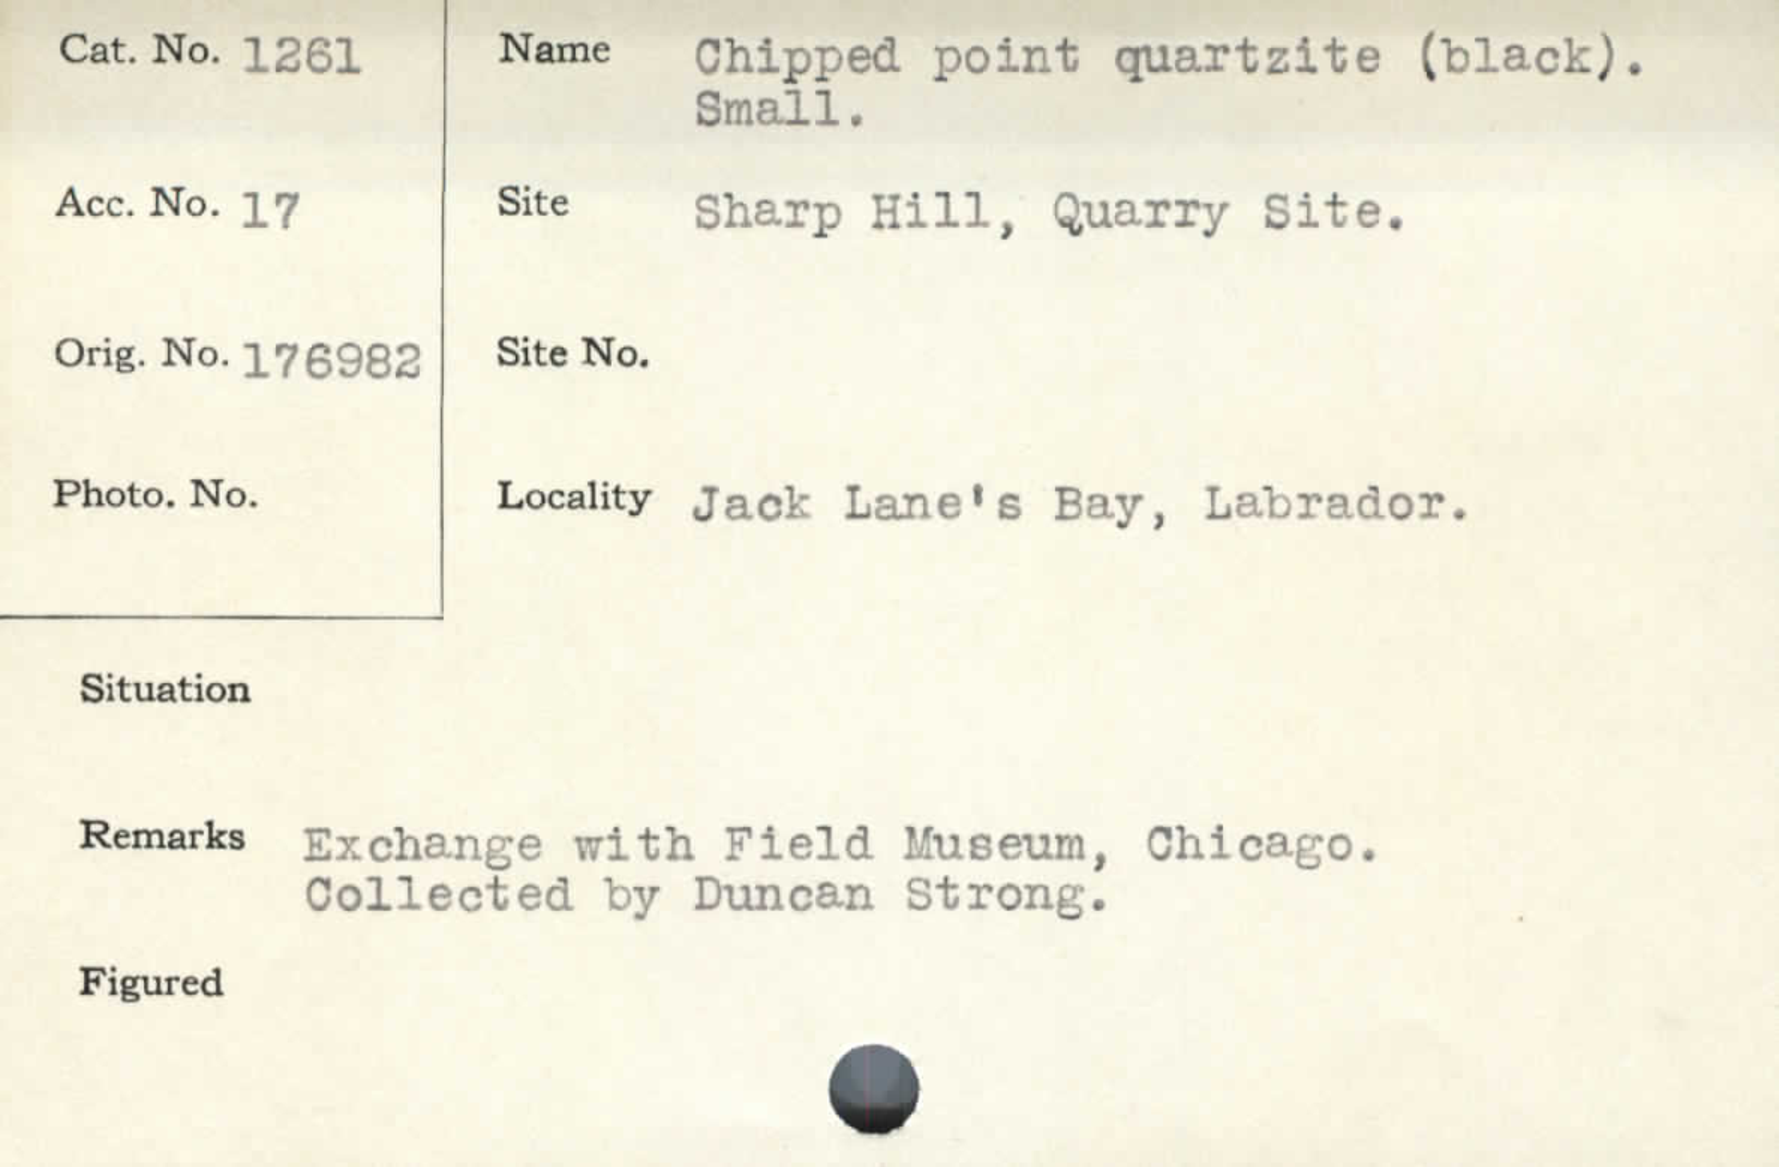 Cat. No. 1261
Name Chipped point quartzite (black).
Small.
Acc. No. 17
Site Sharp Hill, Quarry Site.
Orig. No. 176982
Site No.
Photo. No.
Locality Jack Lane's Bay, Labrador.
Situation
Remarks Exchange with Field Museum, Chicago.
Collected by Duncan Strong.
Figured